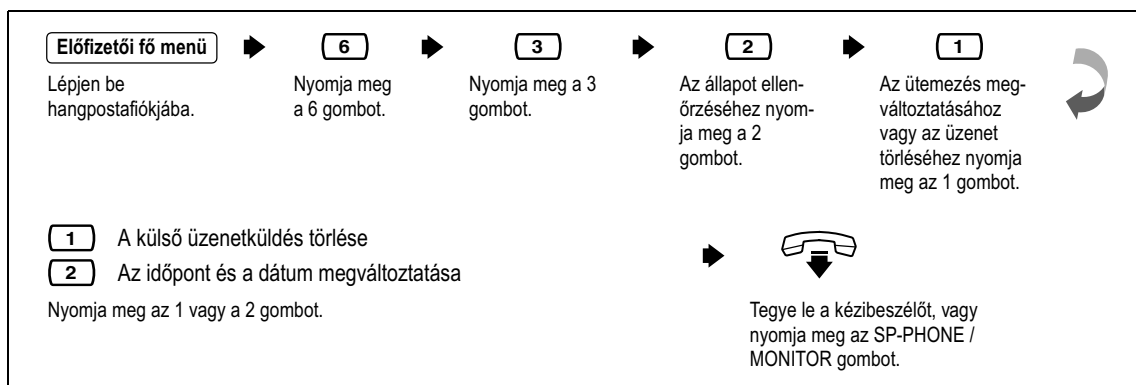 Előfizetői fő menü
6
3
2
1
Lépjen be
hangpostafiókjába.
Nyomja meg
a 6 gombot.
Nyomja meg a 3
gombot.
Az állapot ellen-
őrzéséhez nyom-
ja meg a 2
gombot.
Az ütemezés meg-
változtatásához
vagy az üzenet
törléséhez nyomja
meg az 1 gombot.
1 A külső üzenetküldés törlése
2 Az időpont és a dátum megváltoztatása
Nyomja meg az 1 vagy a 2 gombot.
Tegye le a kézibeszélőt, vagy
nyomja meg az SP-PHONE /
MONITOR gombot.